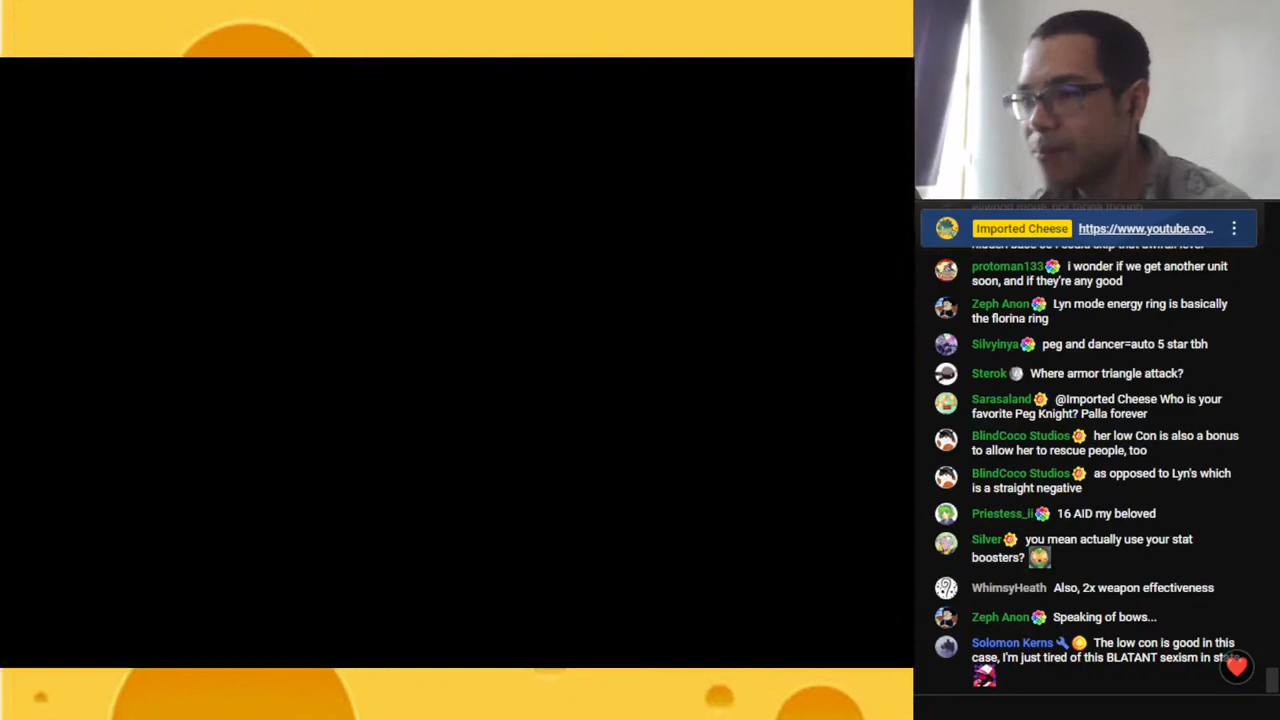 Imported Cheese https://www.youtube.co...
protoman133 i wonder if we get another unit
soon, and if they're any good
Zeph Anon Lyn mode energy ring is basically
the florina ring
Silvyinya peg and dancer=auto 5 star tbh
Sterok Where armor triangle attack?
Sarasaland @Imported Cheese Who is your
favorite Peg Knight? Palla forever
BlindCoco Studios her low Con is also a bonus
to allow her to rescue people, too
BlindCoco Studios as opposed to Lyn's which
is a straight negative
Priestess_ii 16 AID my beloved
Silver you mean actually use your stat
boosters?
WhimsyHeath Also, 2x weapon effectiveness
Zeph Anon Speaking of bows...
Solomon Kerns The low con is good in this
case, I'm just tired of this BLATANT sexism in